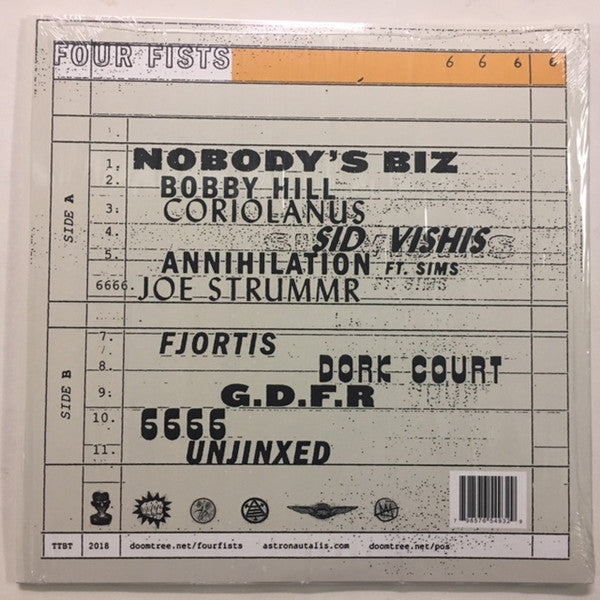 FOUR FISTS 6 6 6 6
1. NOBODY'S BIZ
2. BOBBY HILL
3. CORIOLANUS
4. SID VISHIS
5. ANNIHILATION FT. SIMS
6666. JOE STRUMMR
SIDE A
7. FJORTIS
8. DORK COURT
9. G.D.F.R
10. 6666
11. UNJINXED
SIDE B
TTBT 2018 doomtree.net/fourfists astronautalis.com doomtree.net/pos